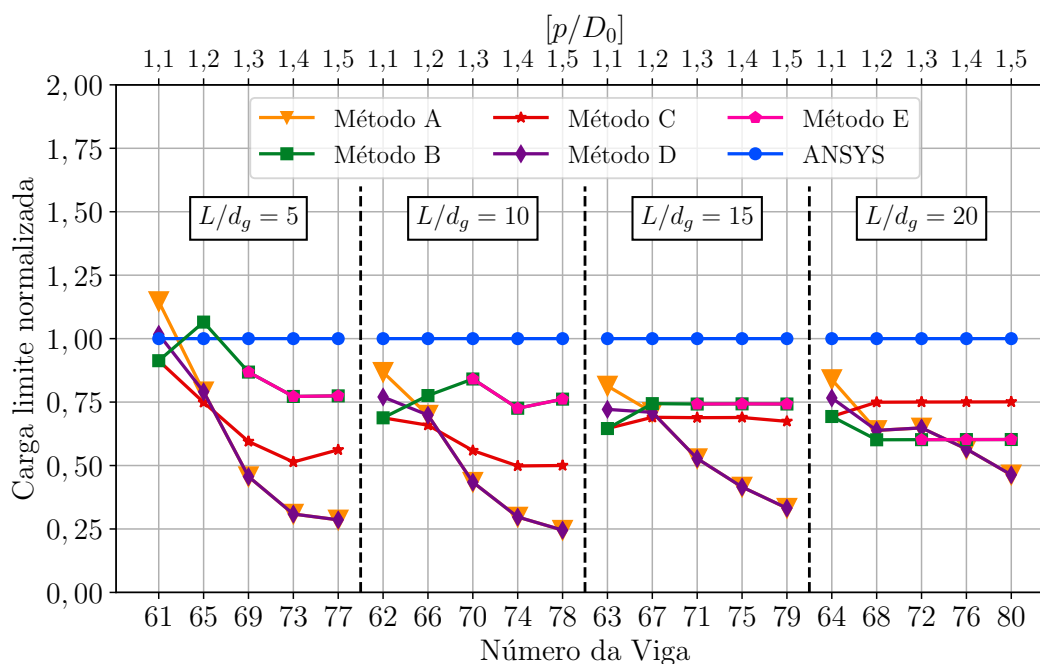 [p/D₀]
1,1 1,2 1,3 1,4 1,5 1,1 1,2 1,3 1,4 1,5 1,1 1,2 1,3 1,4 1,5 1,1 1,2 1,3 1,4 1,5
2,00
Método A Método C Método E
Método B Método D ANSYS
1,75
1,50
L/d_g = 5 L/d_g = 10 L/d_g = 15 L/d_g = 20
1,25
1,00
0,75
0,50
0,25
0,00
Carga limite normalizada
61 65 69 73 77 62 66 70 74 78 63 67 71 75 79 64 68 72 76 80
Número da Viga